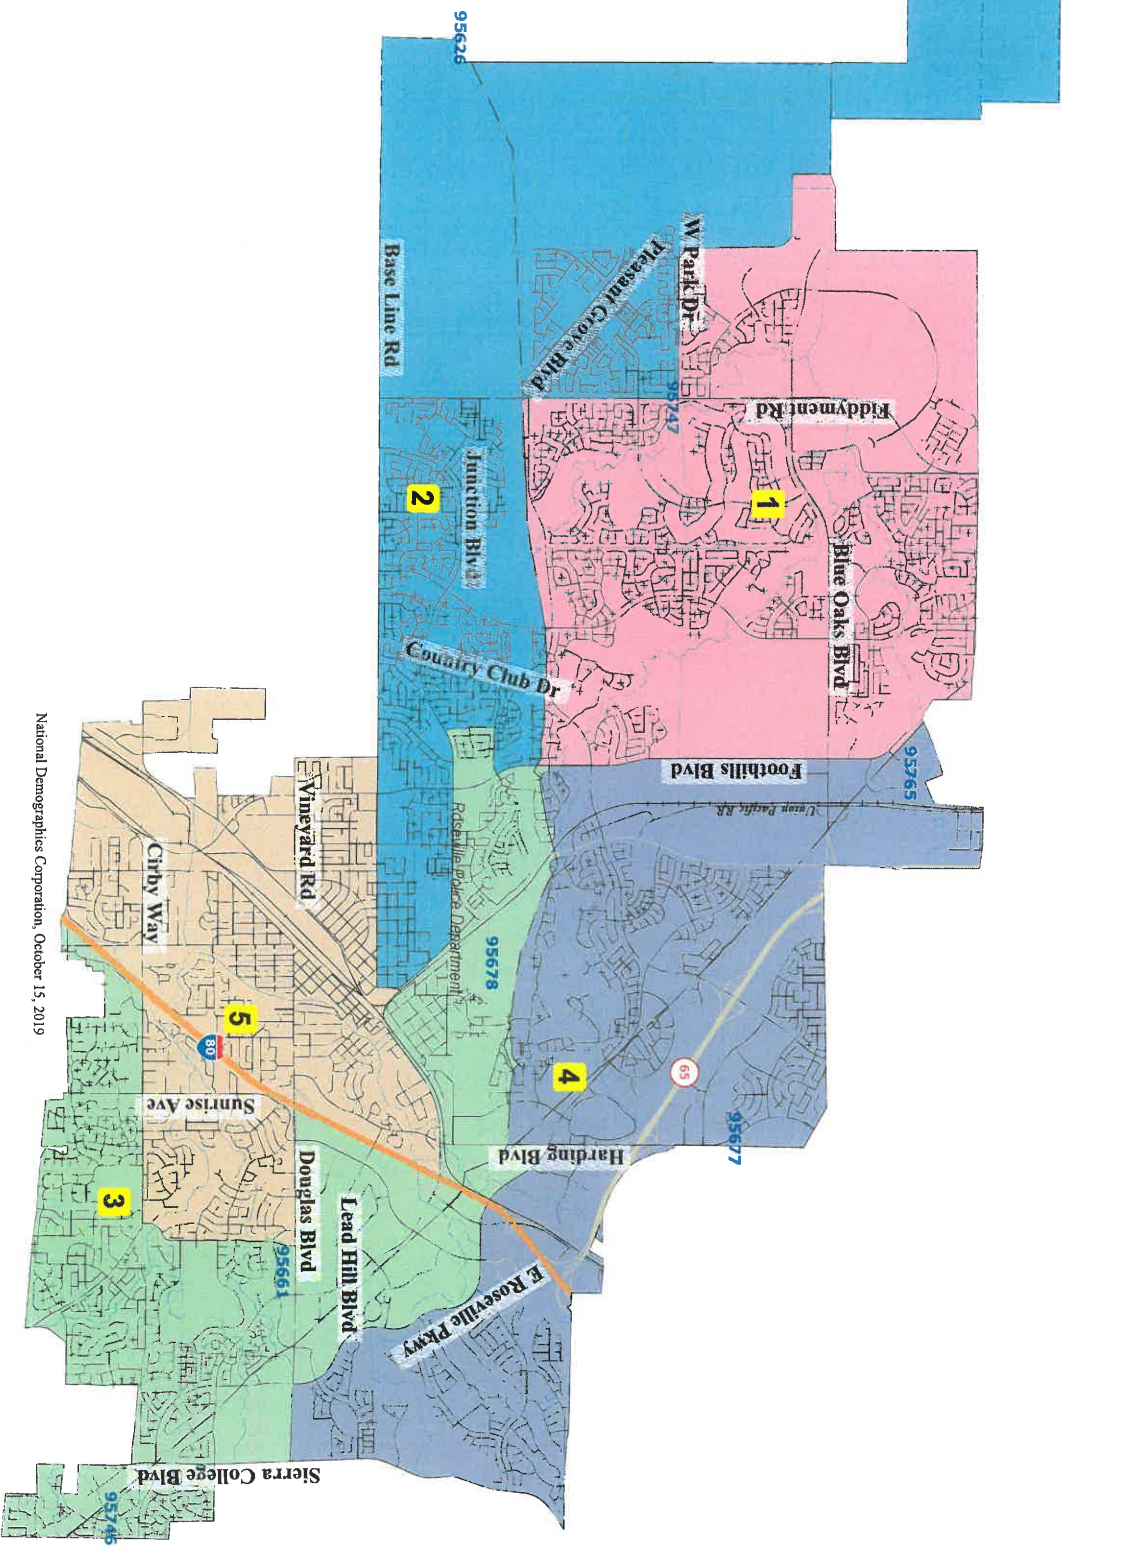 95626
Base Line Rd
Pleasant Grove Blvd
W Park Dr
95747
Fiddyment Rd
1
2
Junction Blvd
Blue Oaks Blvd
Country Club Dr
Foothills Blvd
95765
Union Pacific RR
Vineyard Rd
Roseville Police Department
Cirby Way
95678
5
80
4
65
Sunrise Ave
Harding Blvd
95677
3
Douglas Blvd
Lead Hill Blvd
95661
E Roseville Pkwy
Sierra College Blvd
95746
National Demographics Corporation, October 15, 2019